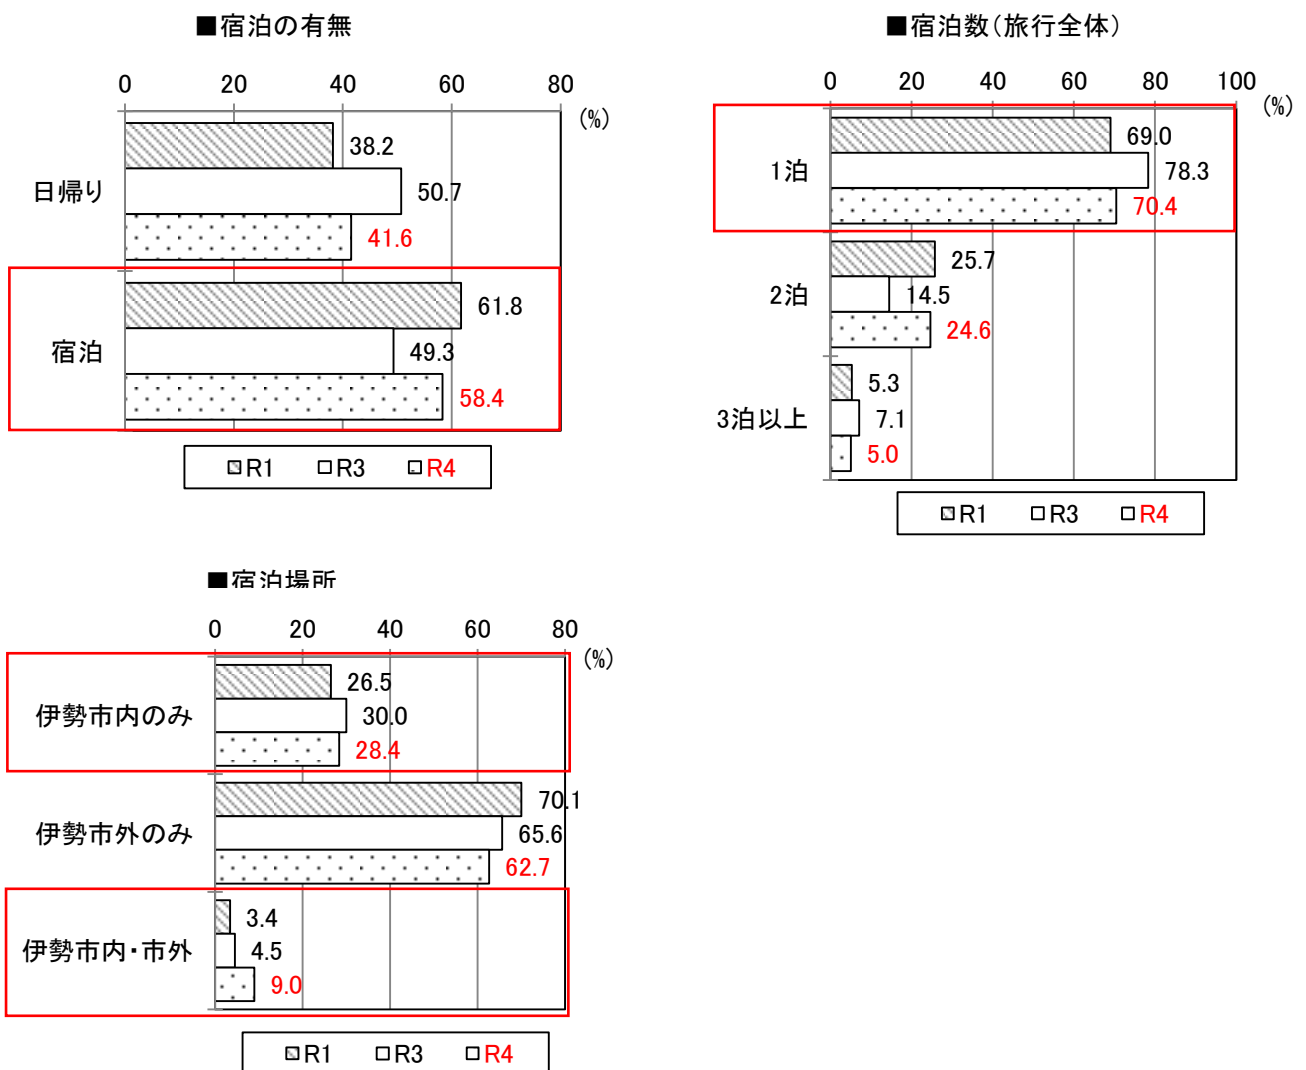 ■宿泊の有無
0 20 40 60 80
(%)
日帰り
38.2
50.7
41.6
宿泊
61.8
49.3
58.4
R1 R3 R4
■宿泊数(旅行全体)
0 20 40 60 80 100
(%)
1泊
69.0
78.3
70.4
2泊
25.7
14.5
24.6
3泊以上
5.3
7.1
5.0
R1 R3 R4
■宿泊場所
0 20 40 60 80
(%)
伊勢市内のみ
26.5
30.0
28.4
伊勢市外のみ
70.1
65.6
62.7
伊勢市内・市外
3.4
4.5
9.0
R1 R3 R4